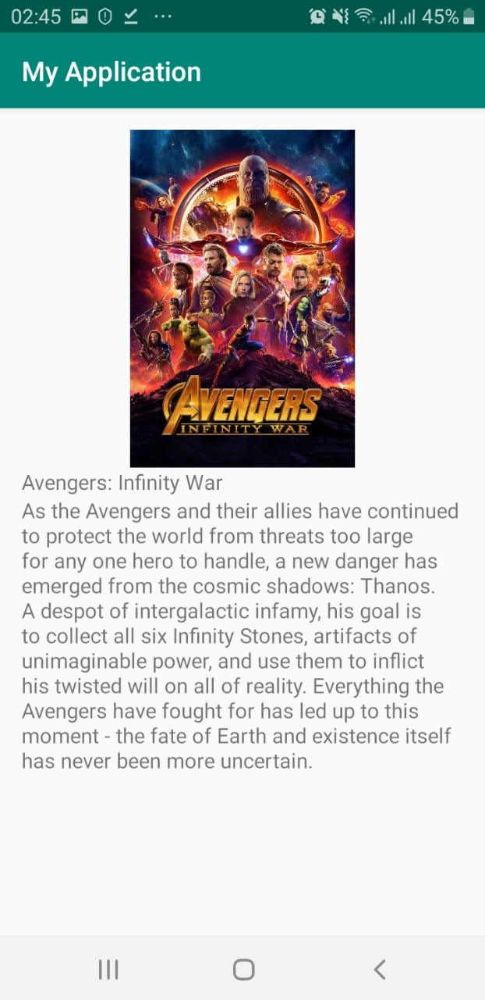 02:45 45%
My Application
AVENGERS
INFINITY WAR
Avengers: Infinity War
As the Avengers and their allies have continued
to protect the world from threats too large
for any one hero to handle, a new danger has
emerged from the cosmic shadows: Thanos.
A despot of intergalactic infamy, his goal is
to collect all six Infinity Stones, artifacts of
unimaginable power, and use them to inflict
his twisted will on all of reality. Everything the
Avengers have fought for has led up to this
moment - the fate of Earth and existence itself
has never been more uncertain.